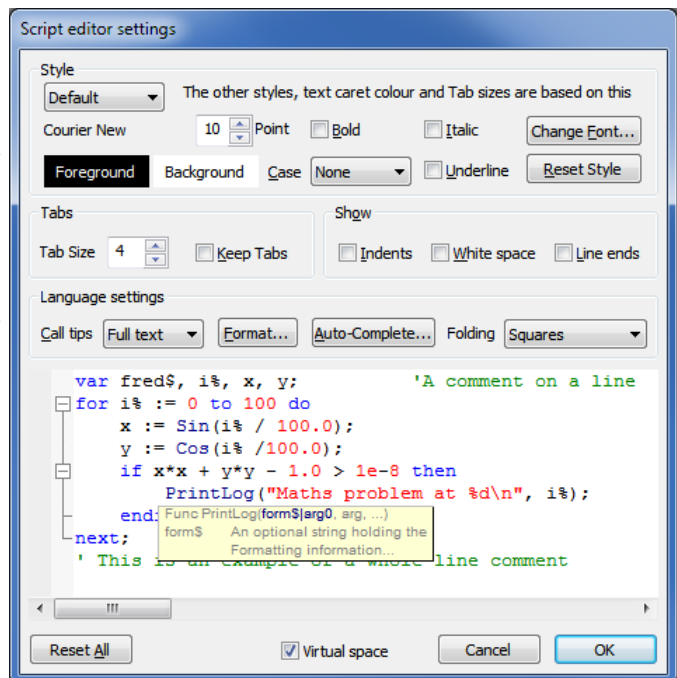 Script editor settings
Style
Default The other styles, text caret colour and Tab sizes are based on this
Courier New 10 Point Bold Italic Change Font...
Foreground Background Case None Underline Reset Style
Tabs Show
Tab Size 4 Keep Tabs Indents White space Line ends
Language settings
Call tips Full text Format... Auto-Complete... Folding Squares
var fred$, i%, x, y; 'A comment on a line
for i% := 0 to 100 do
x := Sin(i% / 100.0);
y := Cos(i% /100.0);
if x*x + y*y - 1.0 > 1e-8 then
PrintLog("Maths problem at %d\n", i%);
end
Func PrintLog(form$|arg0, arg, ...)
form$ An optional string holding the
Formatting information...
next;
' This is an example of a whole line comment
Reset All Virtual space Cancel OK